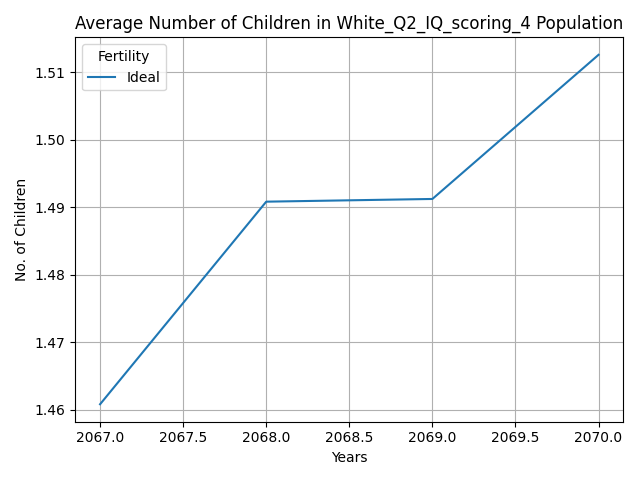 Average Number of Children in White_Q2_IQ_scoring_4 Population
Fertility
Ideal
No. of Children
1.51
1.50
1.49
1.48
1.47
1.46
2067.0 2067.5 2068.0 2068.5 2069.0 2069.5 2070.0
Years